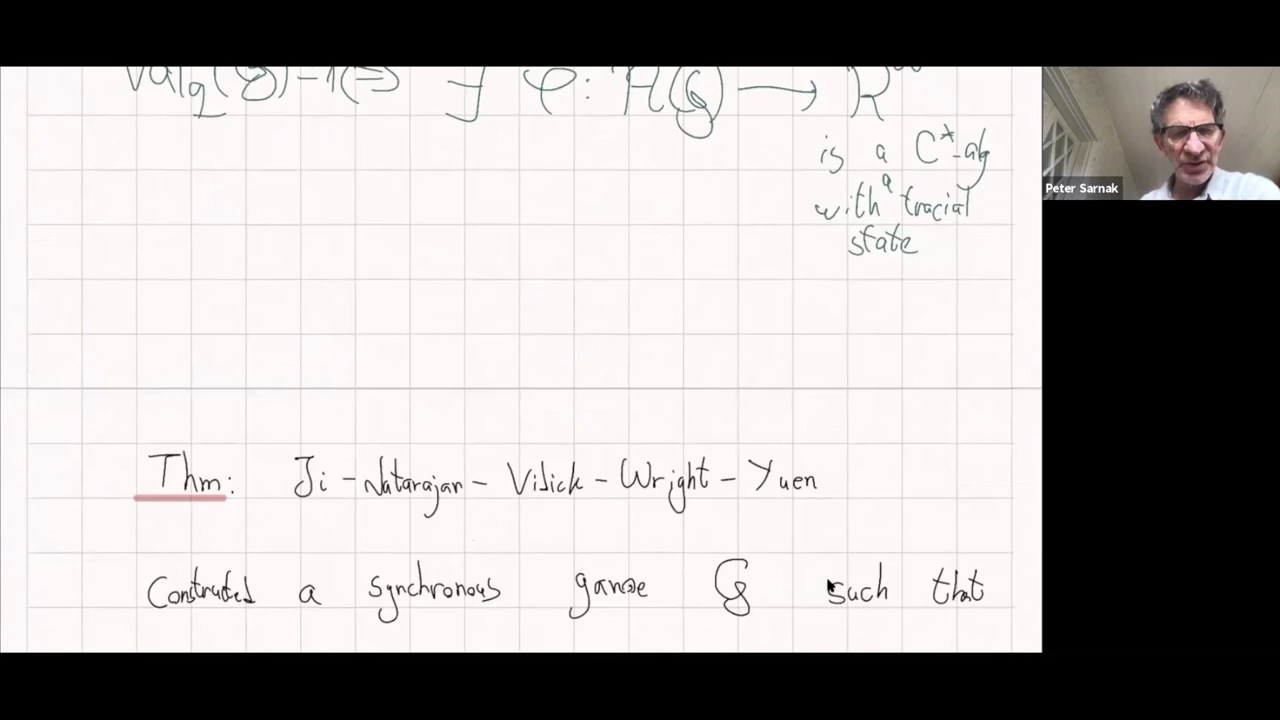 ∃ φ: A(G) ⟶ R^ω
is a C*-alg
with a tracial
state
Peter Sarnak
Thm: Ji - Natarajan - Vidick - Wright - Yuen
Constructed a synchronous game G such that